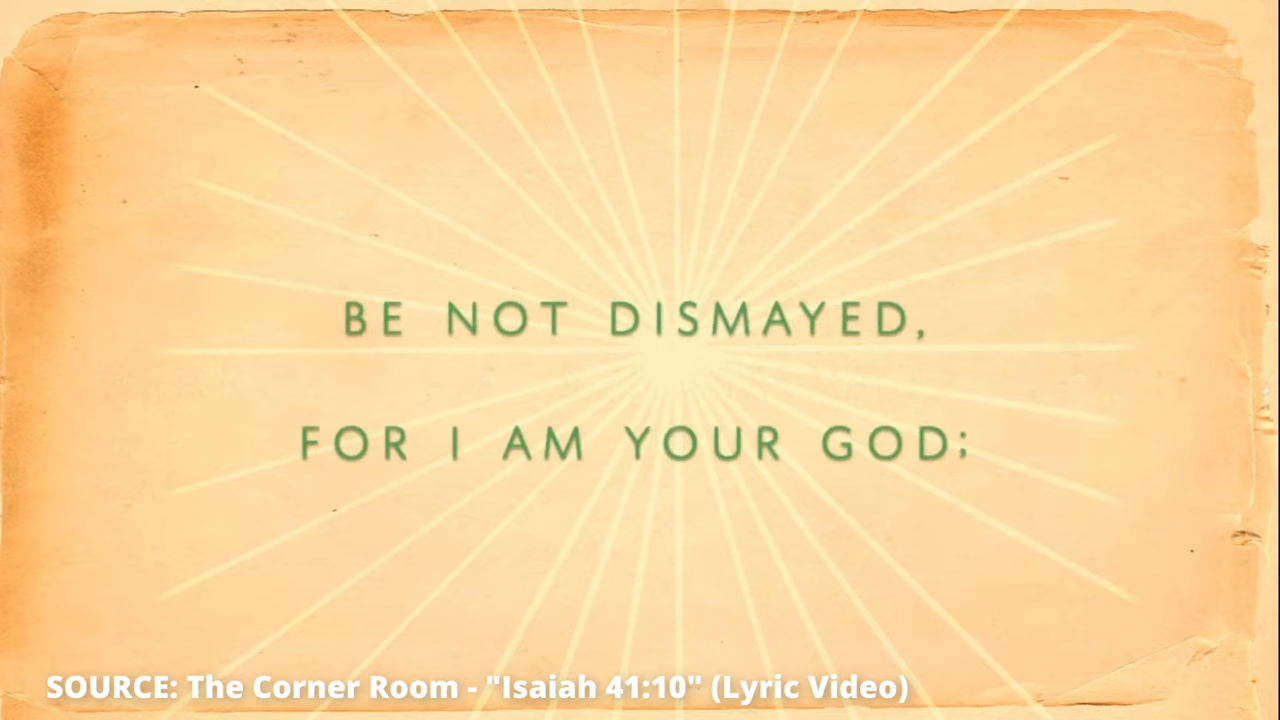 BE NOT DISMAYED,
FOR I AM YOUR GOD;
SOURCE: The Corner Room - "Isaiah 41:10" (Lyric Video)